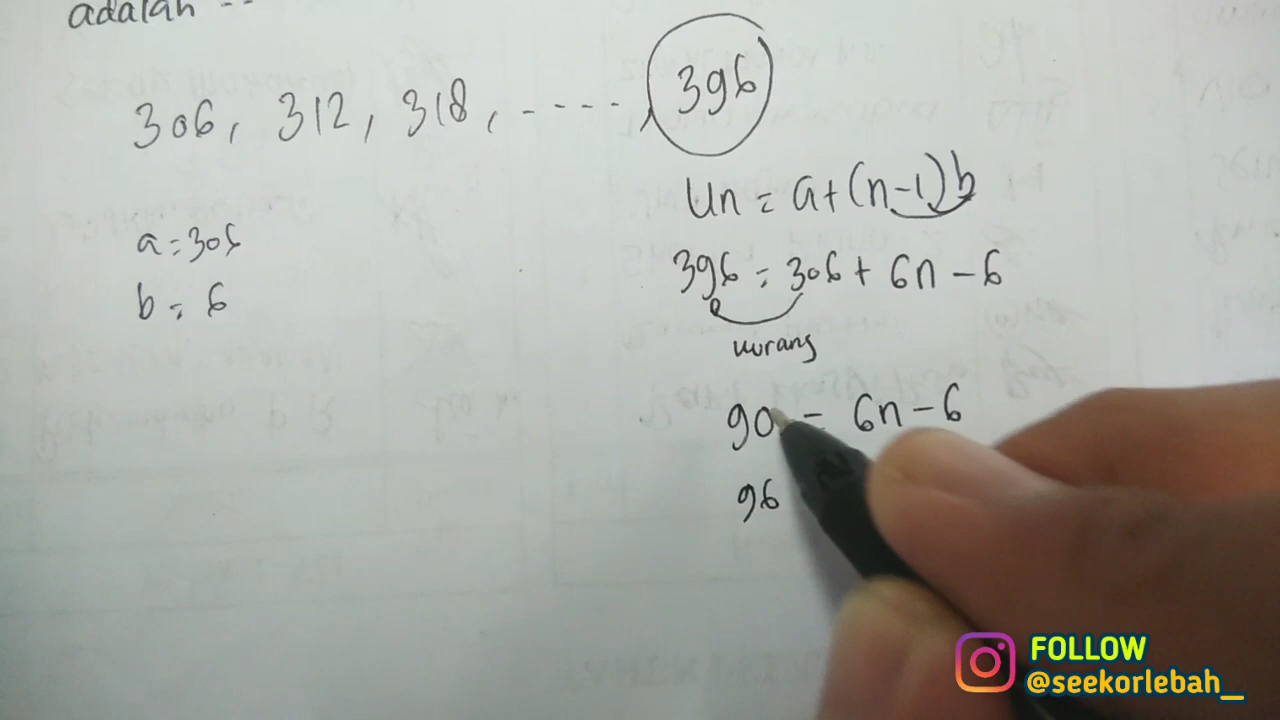 adalah ..
306, 312, 318, ....., 396
Un = a+(n-1)b
a = 306
b = 6
396 = 306 + 6n - 6
kurang
90 = 6n - 6
96
FOLLOW
@seekorlebah_